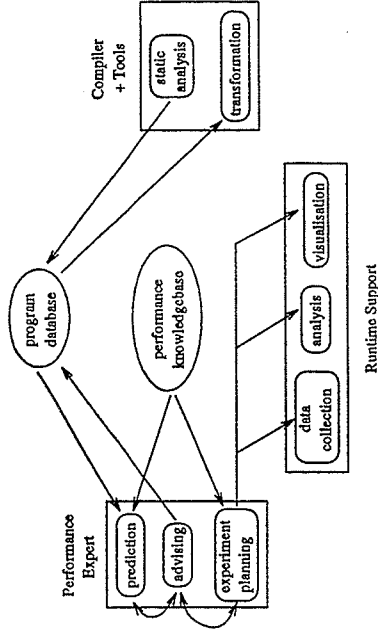 Performance
Expert
prediction
advising
experiment
planning
program
database
performance
knowledgebase
Compiler
+ Tools
static
analysis
transformation
data
collection
analysis
visualisation
Runtime Support